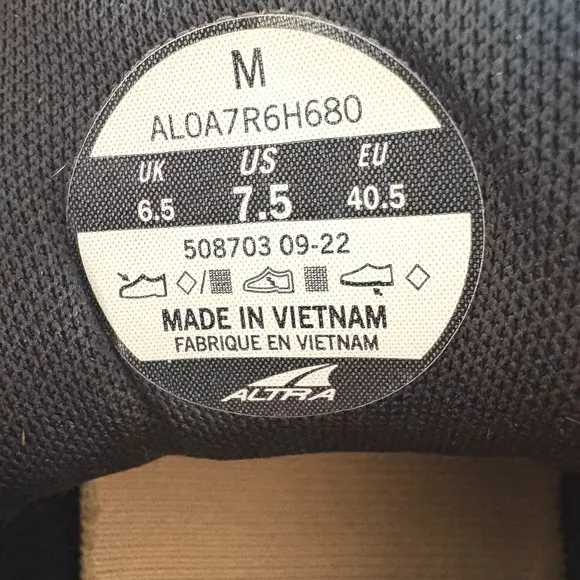 M
AL0A7R6H680
UK US EU
6.5 7.5 40.5
508703 09-22
MADE IN VIETNAM
FABRIQUE EN VIETNAM
ALTRA